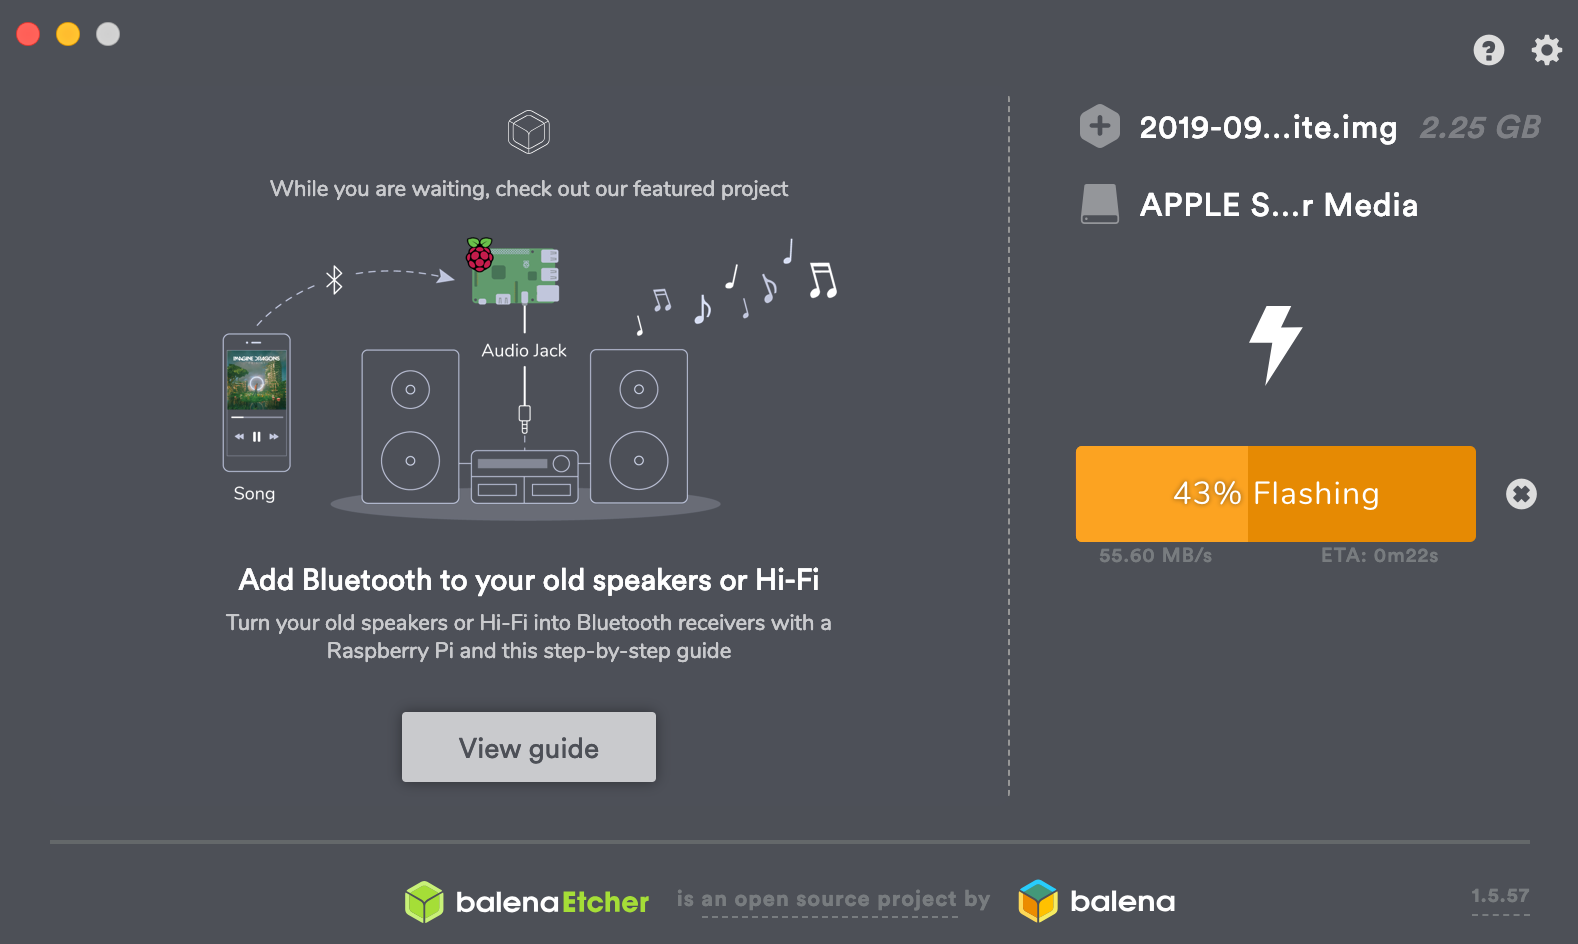 While you are waiting, check out our featured project
IMAGINE DRAGONS
Audio Jack
Song
Add Bluetooth to your old speakers or Hi-Fi
Turn your old speakers or Hi-Fi into Bluetooth receivers with a
Raspberry Pi and this step-by-step guide
View guide
2019-09...ite.img 2.25 GB
APPLE S...r Media
43% Flashing
55.60 MB/s ETA: 0m22s
balenaEtcher is an open source project by balena 1.5.57